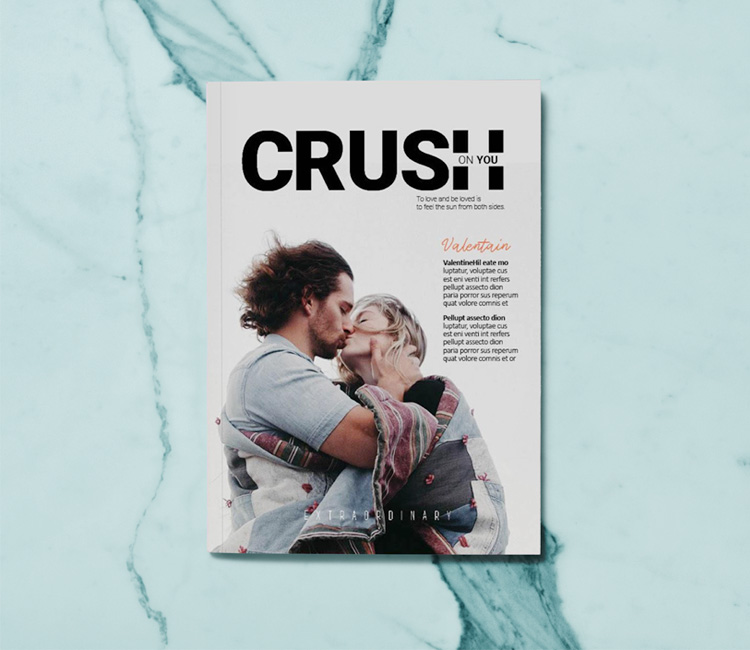 CRUSH
ON YOU
To love and be loved is
to feel the sun from both sides.
Valentain
ValentineHil eate mo
luptatur, voluptae cus
est eni venti int rerfers
pellupt assecto dion
paria porror sus reperum
quat volore comnis et
Pellupt assecto dion
luptatur, voluptae cus
est eni venti int rerfers
pellupt assecto dion
paria porror sus reperum
quat volore comnis et or
EXTRAORDINARY